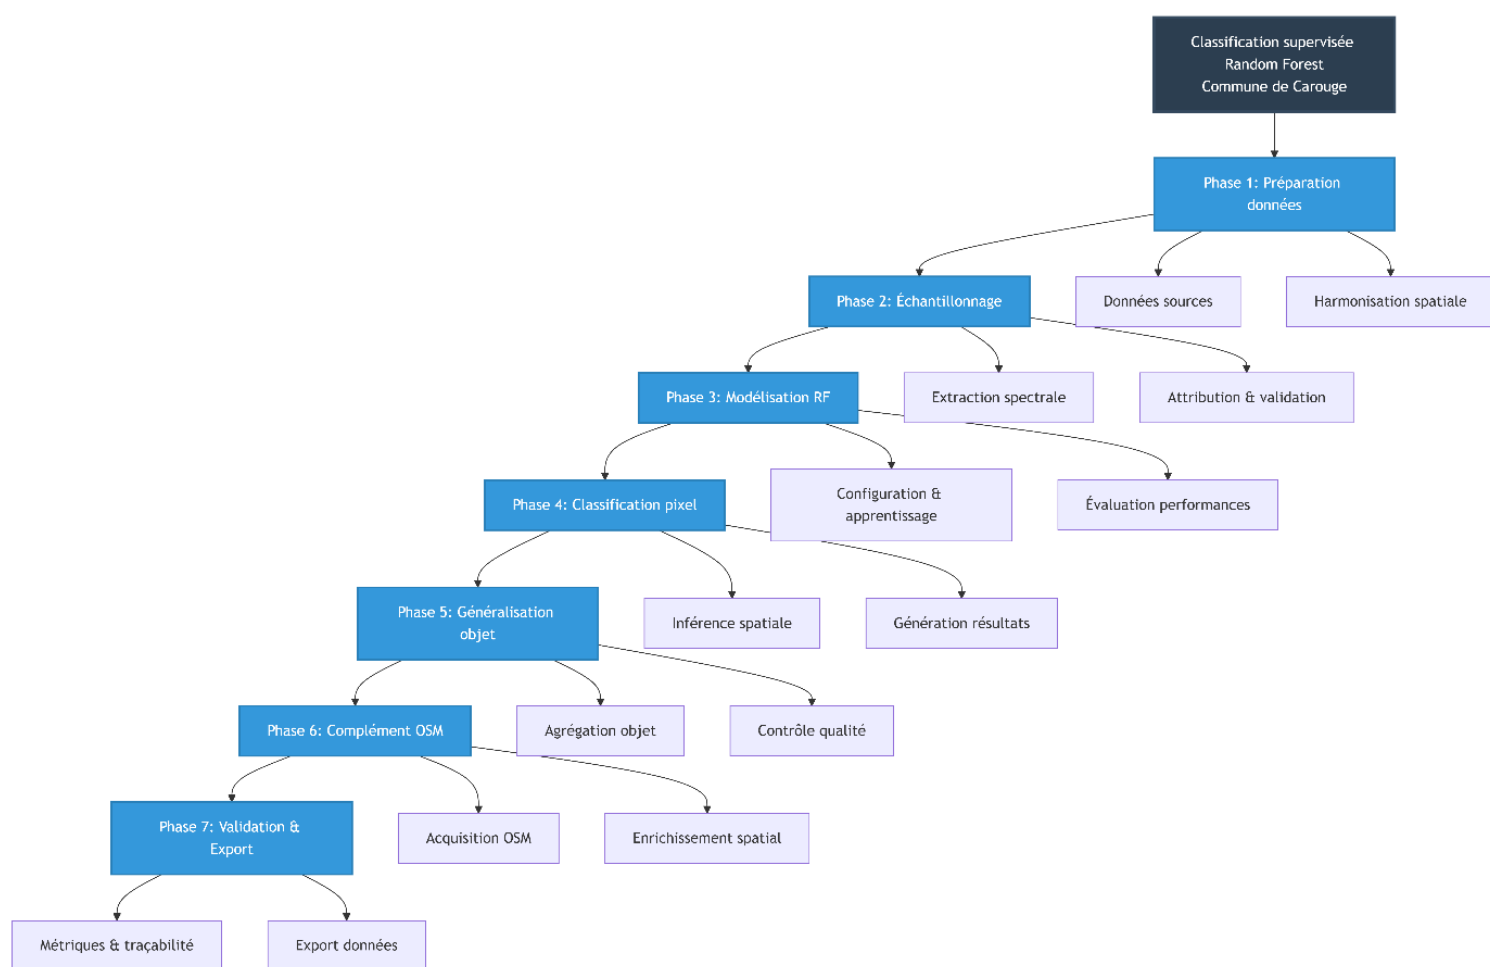 Classification supervisée
Random Forest
Commune de Carouge
Phase 1: Préparation
données
Phase 2: Échantillonnage
Données sources
Harmonisation spatiale
Phase 3: Modélisation RF
Extraction spectrale
Attribution & validation
Phase 4: Classification pixel
Configuration &
apprentissage
Évaluation performances
Phase 5: Généralisation
objet
Inférence spatiale
Génération résultats
Phase 6: Complément OSM
Agrégation objet
Contrôle qualité
Phase 7: Validation &
Export
Acquisition OSM
Enrichissement spatial
Métriques & traçabilité
Export données